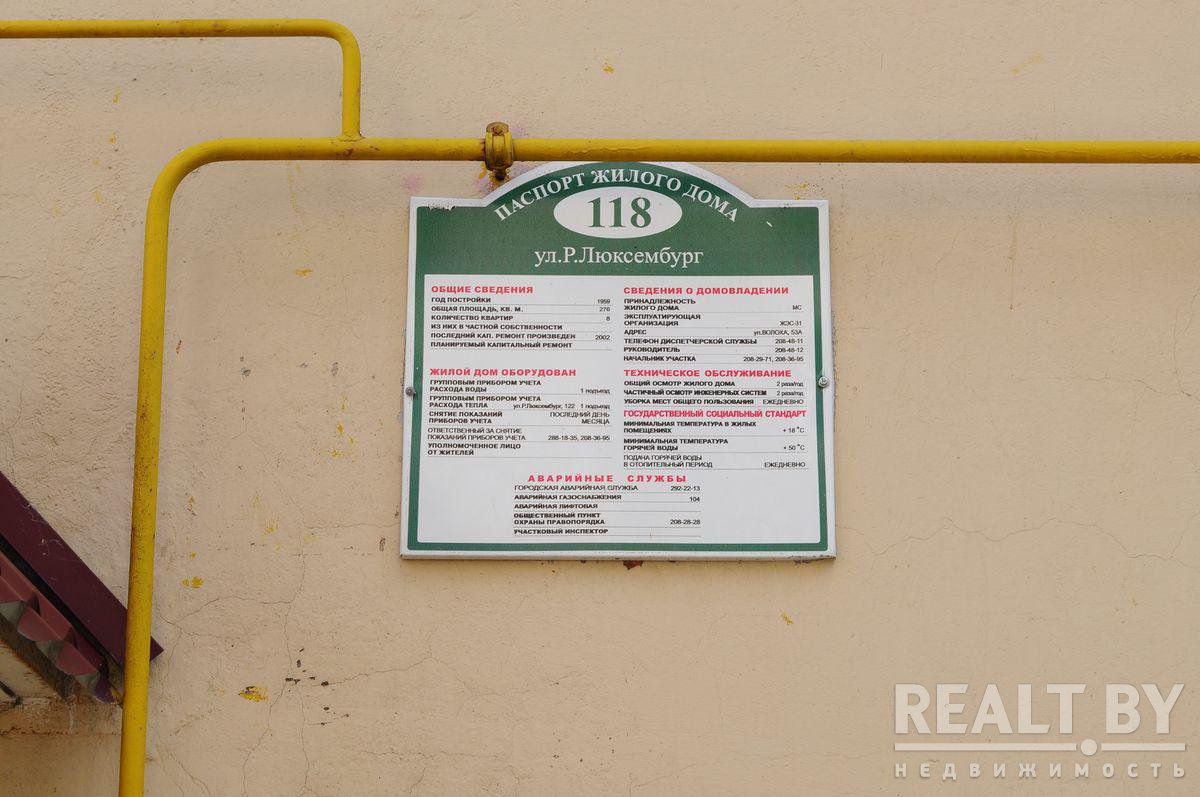 ПАСПОРТ ЖИЛОГО ДОМА
118
ул.Р.Люксембург
ОБЩИЕ СВЕДЕНИЯ
ГОД ПОСТРОЙКИ 1959
ОБЩАЯ ПЛОЩАДЬ, КВ. М. 276
КОЛИЧЕСТВО КВАРТИР 8
ИЗ НИХ В ЧАСТНОЙ СОБСТВЕННОСТИ
ПОСЛЕДНИЙ КАП. РЕМОНТ ПРОИЗВЕДЕН 2002
ПЛАНИРУЕМЫЙ КАПИТАЛЬНЫЙ РЕМОНТ
ЖИЛОЙ ДОМ ОБОРУДОВАН
ГРУППОВЫМ ПРИБОРОМ УЧЕТА
РАСХОДА ВОДЫ 1 подъезд
ГРУППОВЫМ ПРИБОРОМ УЧЕТА
РАСХОДА ТЕПЛА ул.Р.Люксембург, 122 1 подъезд
СНЯТИЕ ПОКАЗАНИЙ ПОСЛЕДНИЙ ДЕНЬ
ПРИБОРОВ УЧЕТА МЕСЯЦА
ОТВЕТСТВЕННЫЙ ЗА СНЯТИЕ
ПОКАЗАНИЙ ПРИБОРОВ УЧЕТА 286-18-35, 208-36-95
УПОЛНОМОЧЕННОЕ ЛИЦО
ОТ ЖИТЕЛЕЙ
СВЕДЕНИЯ О ДОМОВЛАДЕНИИ
ПРИНАДЛЕЖНОСТЬ
ЖИЛОГО ДОМА МС
ЭКСПЛУАТИРУЮЩАЯ
ОРГАНИЗАЦИЯ ЖЭС-31
АДРЕС ул.ВОЛОХА, 53А
ТЕЛЕФОН ДИСПЕТЧЕРСКОЙ СЛУЖБЫ 208-48-11
РУКОВОДИТЕЛЬ 208-48-12
НАЧАЛЬНИК УЧАСТКА 208-29-71, 208-36-95
ТЕХНИЧЕСКОЕ ОБСЛУЖИВАНИЕ
ОБЩИЙ ОСМОТР ЖИЛОГО ДОМА 2 раза/год
ЧАСТИЧНЫЙ ОСМОТР ИНЖЕНЕРНЫХ СИСТЕМ 2 раза/год
УБОРКА МЕСТ ОБЩЕГО ПОЛЬЗОВАНИЯ ЕЖЕДНЕВНО
ГОСУДАРСТВЕННЫЙ СОЦИАЛЬНЫЙ СТАНДАРТ
МИНИМАЛЬНАЯ ТЕМПЕРАТУРА В ЖИЛЫХ
ПОМЕЩЕНИЯХ + 18 °С
МИНИМАЛЬНАЯ ТЕМПЕРАТУРА
ГОРЯЧЕЙ ВОДЫ + 50 °С
ПОДАЧА ГОРЯЧЕЙ ВОДЫ
В ОТОПИТЕЛЬНЫЙ ПЕРИОД ЕЖЕДНЕВНО
АВАРИЙНЫЕ СЛУЖБЫ
ГОРОДСКАЯ АВАРИЙНАЯ СЛУЖБА 292-22-13
АВАРИЙНАЯ ГАЗОСНАБЖЕНИЯ 104
АВАРИЙНАЯ ЛИФТОВАЯ
ОБЩЕСТВЕННЫЙ ПУНКТ
ОХРАНЫ ПРАВОПОРЯДКА 208-28-28
УЧАСТКОВЫЙ ИНСПЕКТОР
REALT.BY
НЕДВИЖИМОСТЬ